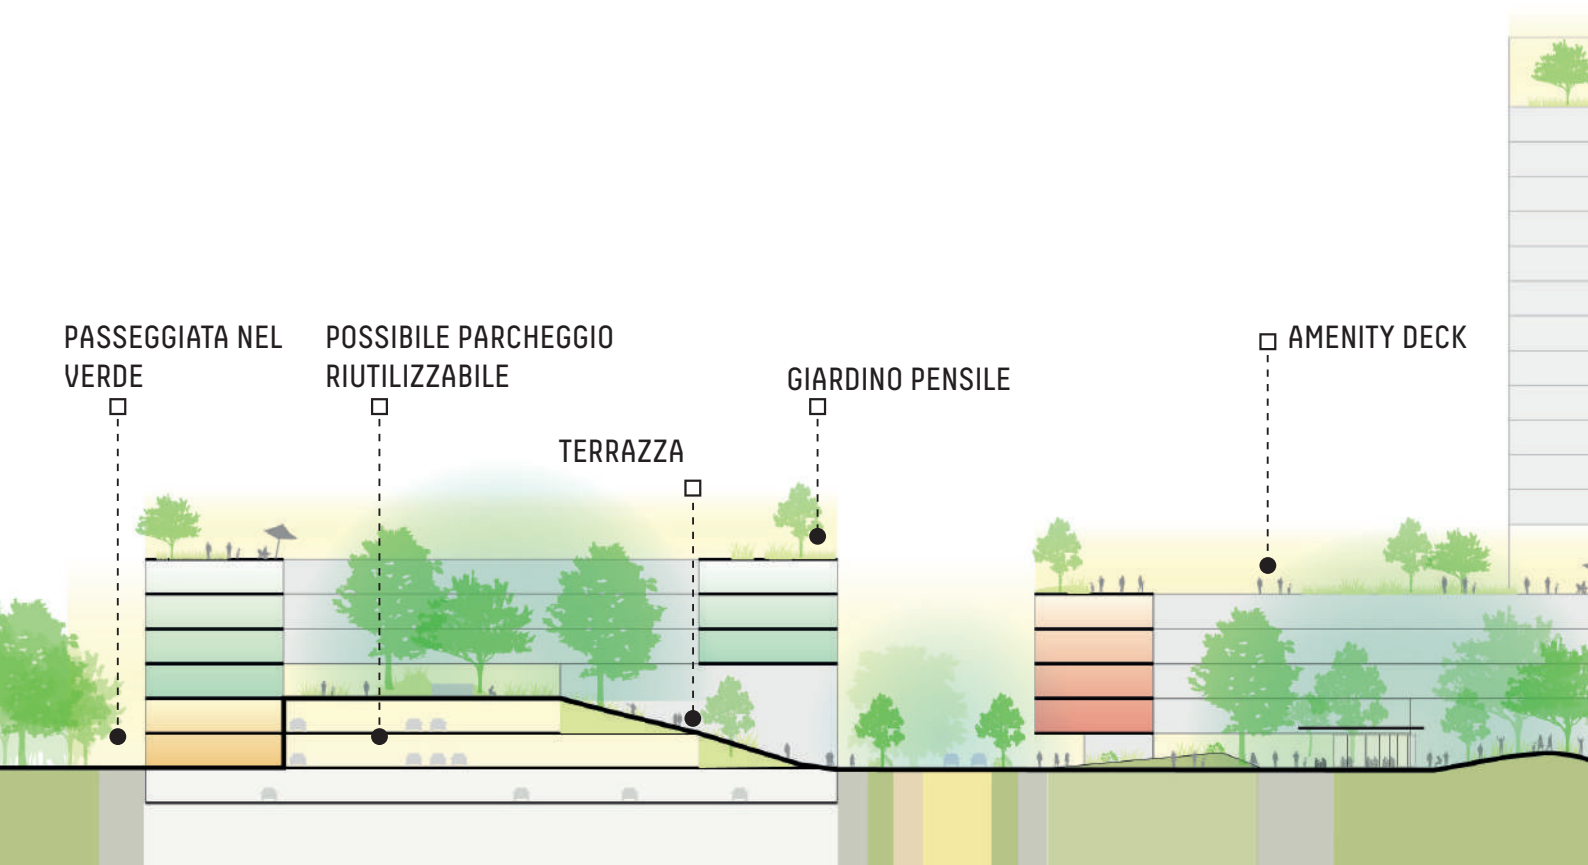 PASSEGGIATA NEL
VERDE
POSSIBILE PARCHEGGIO
RIUTILIZZABILE
TERRAZZA
GIARDINO PENSILE
AMENITY DECK